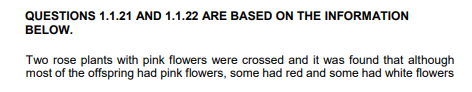 QUESTIONS 1.1.21 AND 1.1.22 ARE BASED ON THE INFORMATION
BELOW.
Two rose plants with pink flowers were crossed and it was found that although
most of the offspring had pink flowers, some had red and some had white flowers